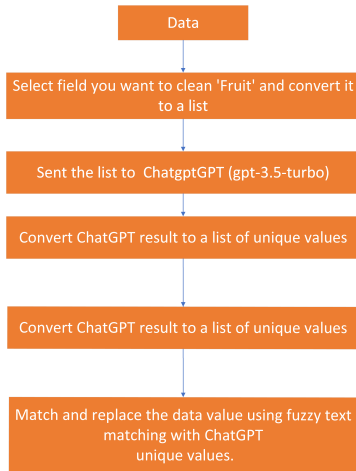 Data
Select field you want to clean 'Fruit' and convert it
to a list
Sent the list to  ChatgptGPT (gpt-3.5-turbo)
Convert ChatGPT result to a list of unique values
Convert ChatGPT result to a list of unique values
Match and replace the data value using fuzzy text
matching with ChatGPT
unique values.